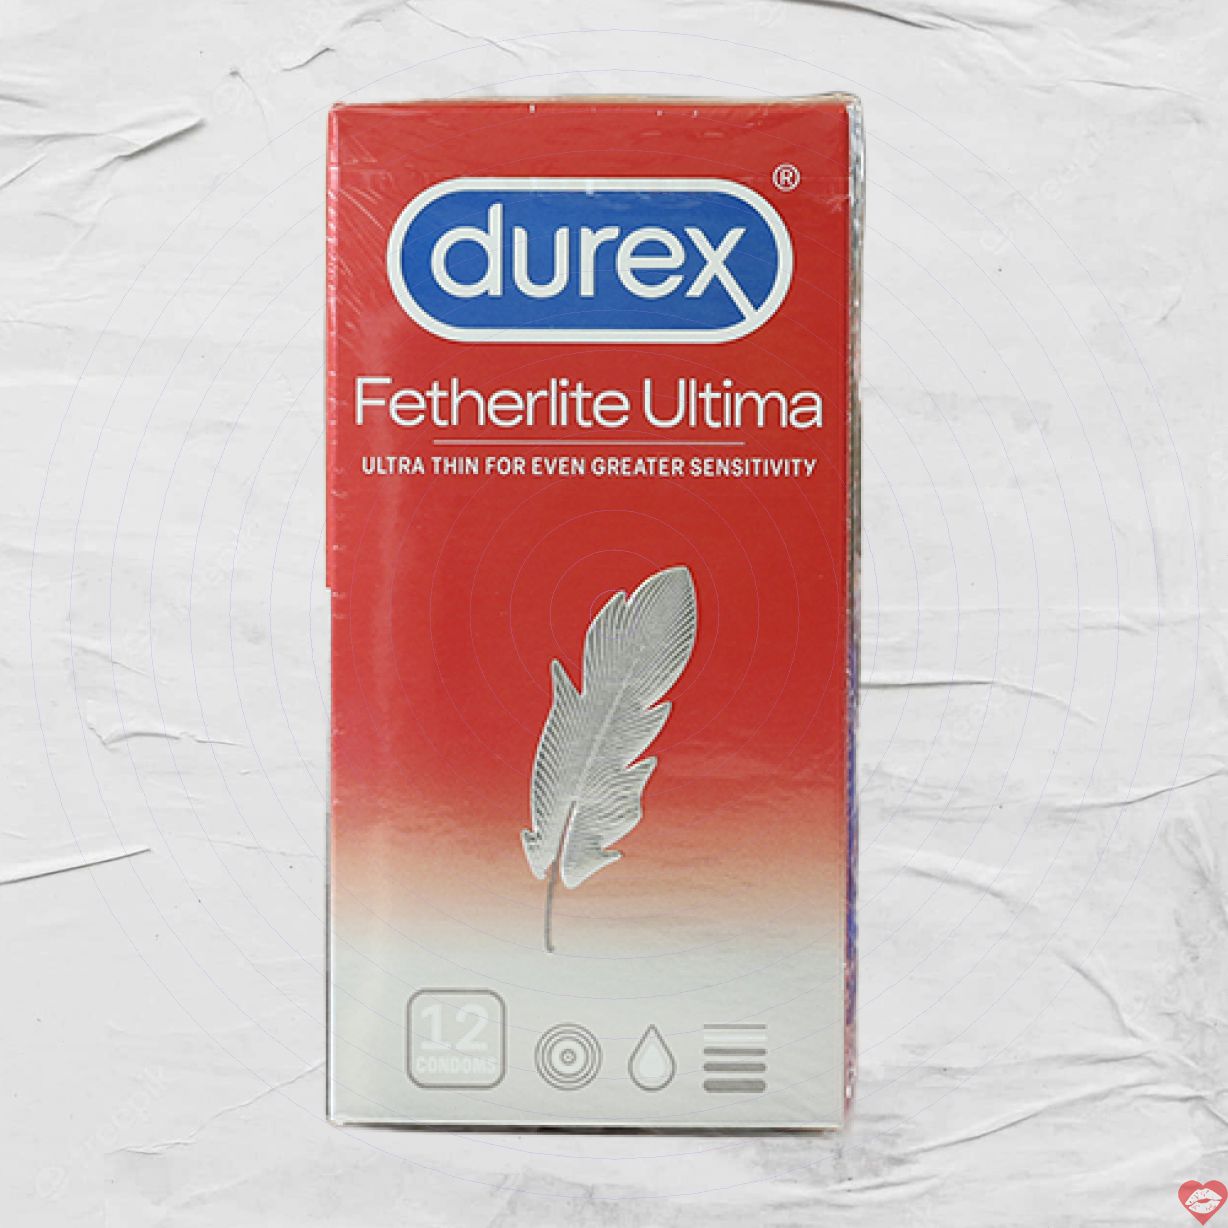 durex®
Fetherlite Ultima
ULTRA THIN FOR EVEN GREATER SENSITIVITY
12
CONDOMS